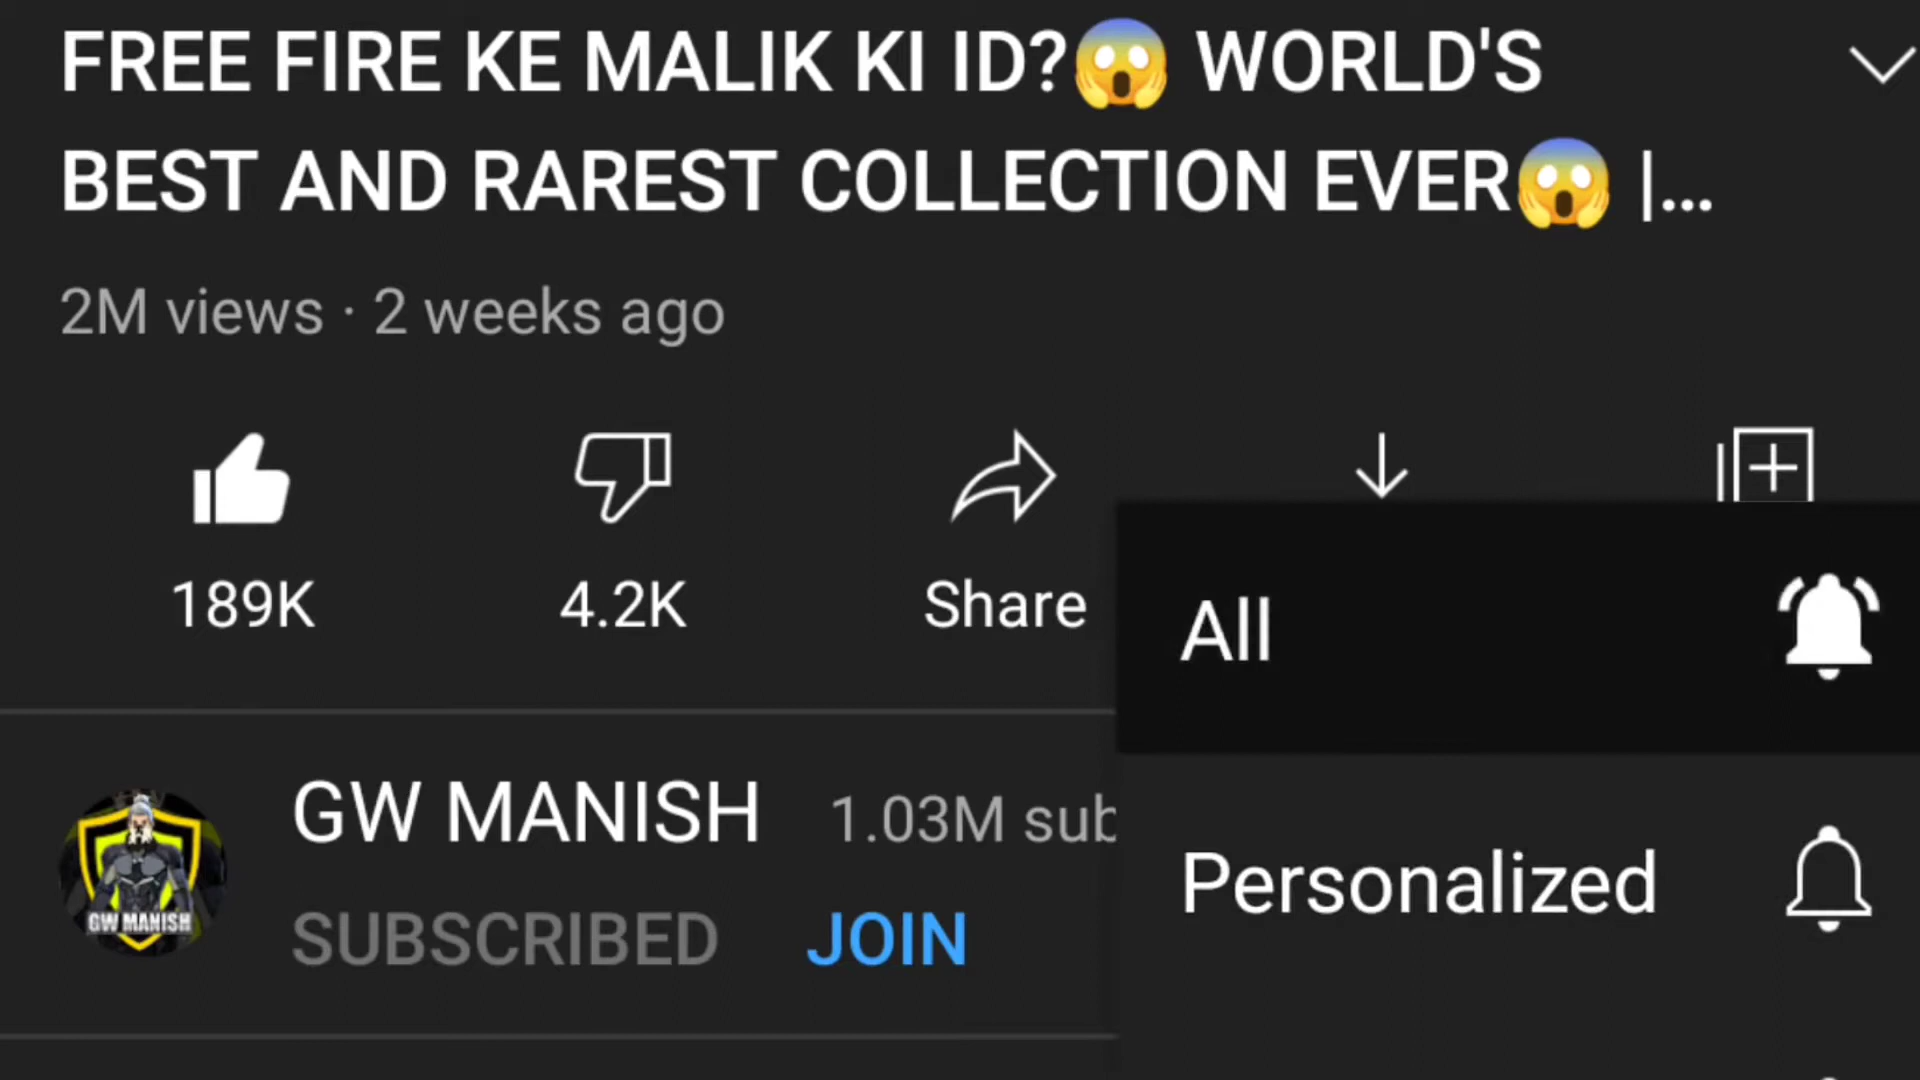 FREE FIRE KE MALIK KI ID?😱 WORLD'S
BEST AND RAREST COLLECTION EVER😱 |...
2M views · 2 weeks ago
189K
4.2K
Share
All
GW MANISH 1.03M sub
Personalized
GW MANISH
SUBSCRIBED JOIN